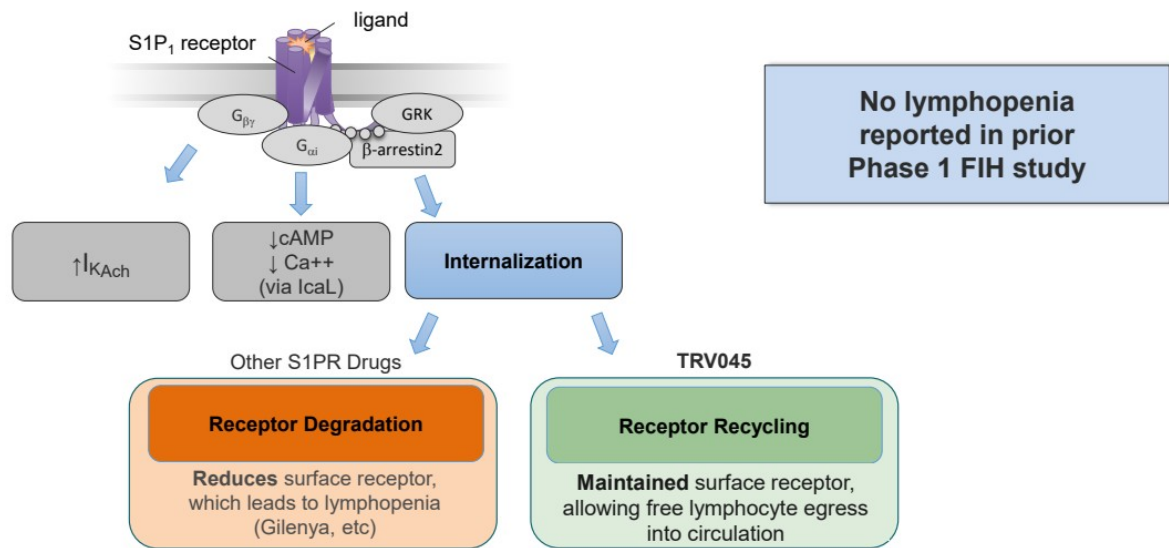 ligand
S1P₁ receptor
No lymphopenia
reported in prior
Phase 1 FIH study
Gβγ
GRK
Gαi
β-arrestin2
↑IKAch
↓cAMP
↓ Ca++
(via IcaL)
Internalization
Other S1PR Drugs
TRV045
Receptor Degradation
Receptor Recycling
Reduces surface receptor,
which leads to lymphopenia
(Gilenya, etc)
Maintained surface receptor,
allowing free lymphocyte egress
into circulation